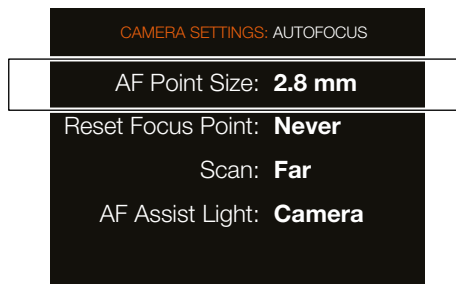 CAMERA SETTINGS: AUTOFOCUS
AF Point Size: 2.8 mm
Reset Focus Point: Never
Scan: Far
AF Assist Light: Camera